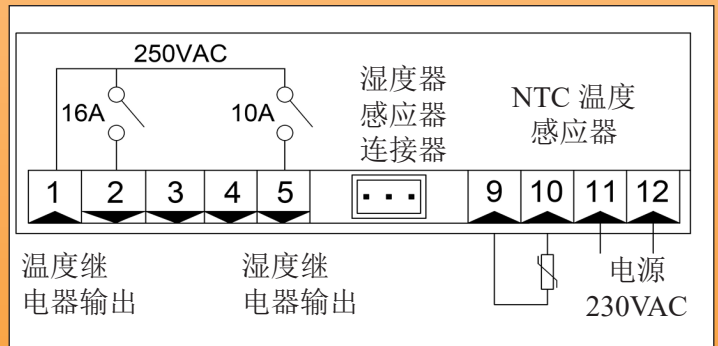 250VAC
16A
10A
湿度器
感应器
连接器
NTC 温度
感应器
1 2 3 4 5 9 10 11 12
温度继
电器输出
湿度继
电器输出
电源
230VAC